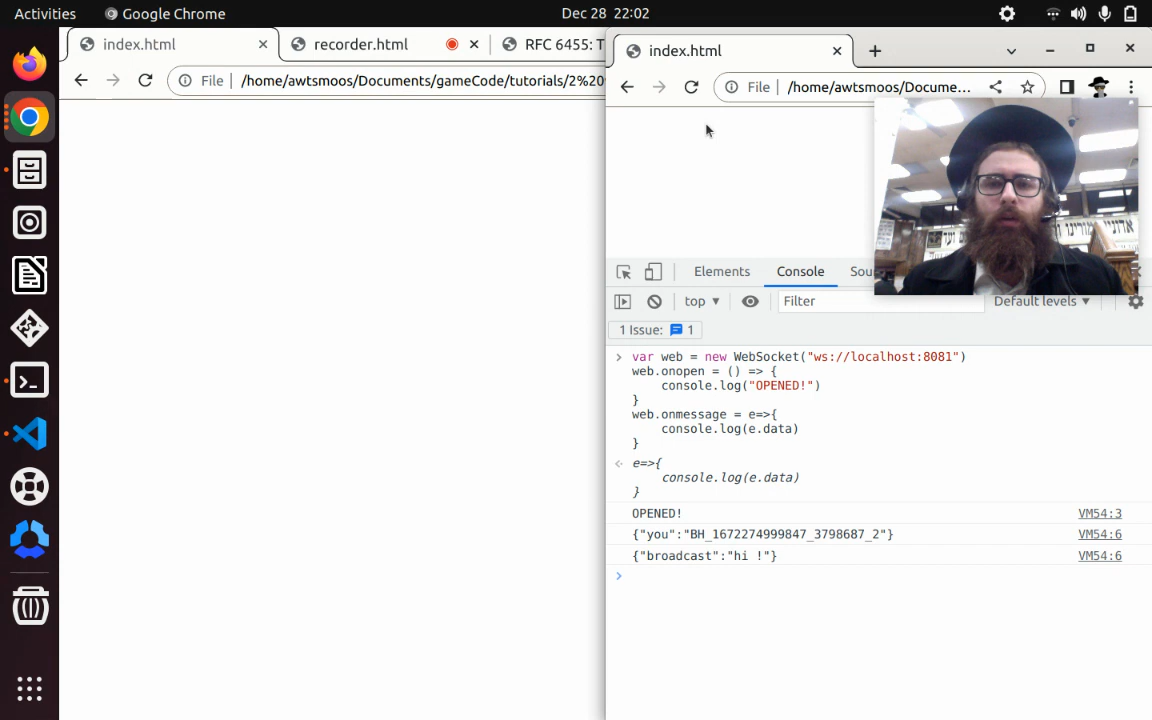 Activities
Google Chrome
Dec 28 22:02
index.html
recorder.html
RFC 6455: T
File
/home/awtsmoos/Documents/gameCode/tutorials/2%20
index.html
File
/home/awtsmoos/Docume...
אדוני
Elements
Console
Sou
top ▾
Filter
Default levels ▾
1 Issue:
1
var web = new WebSocket("ws://localhost:8081")
web.onopen = () => {
console.log("OPENED!")
}
web.onmessage = e=>{
console.log(e.data)
}
e=>{
console.log(e.data)
}
OPENED!
VM54:3
{"you":"BH_1672274999847_3798687_2"}
VM54:6
{"broadcast":"hi !"}
VM54:6